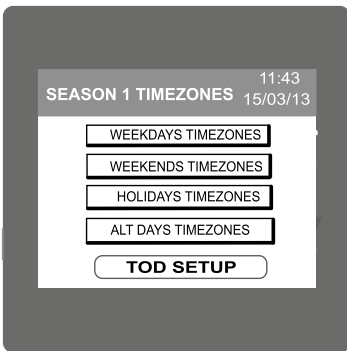 11:43
SEASON 1 TIMEZONES 15/03/13
WEEKDAYS TIMEZONES
WEEKENDS TIMEZONES
HOLIDAYS TIMEZONES
ALT DAYS TIMEZONES
TOD SETUP